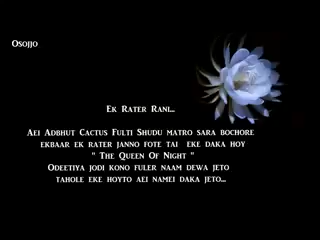 Osojjo
Ek Rater Rani...
Aei Adbhut Cactus Fulti Shudu matro sara bochore
ekbaar ek rater janno fote tai eke daka hoy
" The Queen Of Night "
Odeetiya jodi kono fuler naam dewa jeto
tahole eke hoyto aei namei daka jeto...